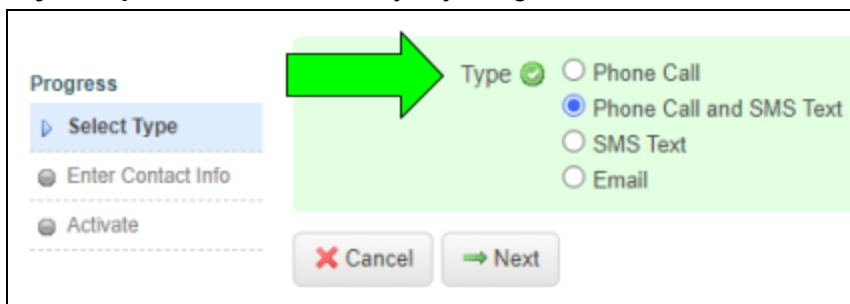 Progress
Select Type
Enter Contact Info
Activate
Type
Phone Call
Phone Call and SMS Text
SMS Text
Email
Cancel
Next